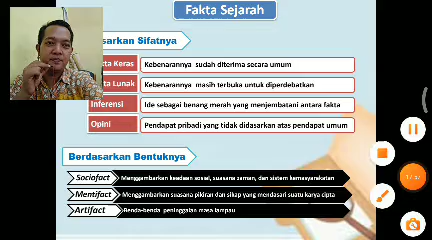 Fakta Sejarah
asarkan Sifatnya
ta Keras Kebenarannya sudah diterima secara umum
ta Lunak Kebenarannya masih terbuka untuk diperdebatkan
Inferensi Ide sebagai benang merah yang menjembatani antara fakta
Opini Pendapat pribadi yang tidak didasarkan atas pendapat umum
Berdasarkan Bentuknya
Sociofact Menggambarkan keadaan sosial, suasana zaman, dan sistem kemasyarakatan
Mentifact Menggambarkan suasana pikiran dan sikap yang mendasari suatu karya cipta
Artifact Benda-benda peninggalan masa lampau